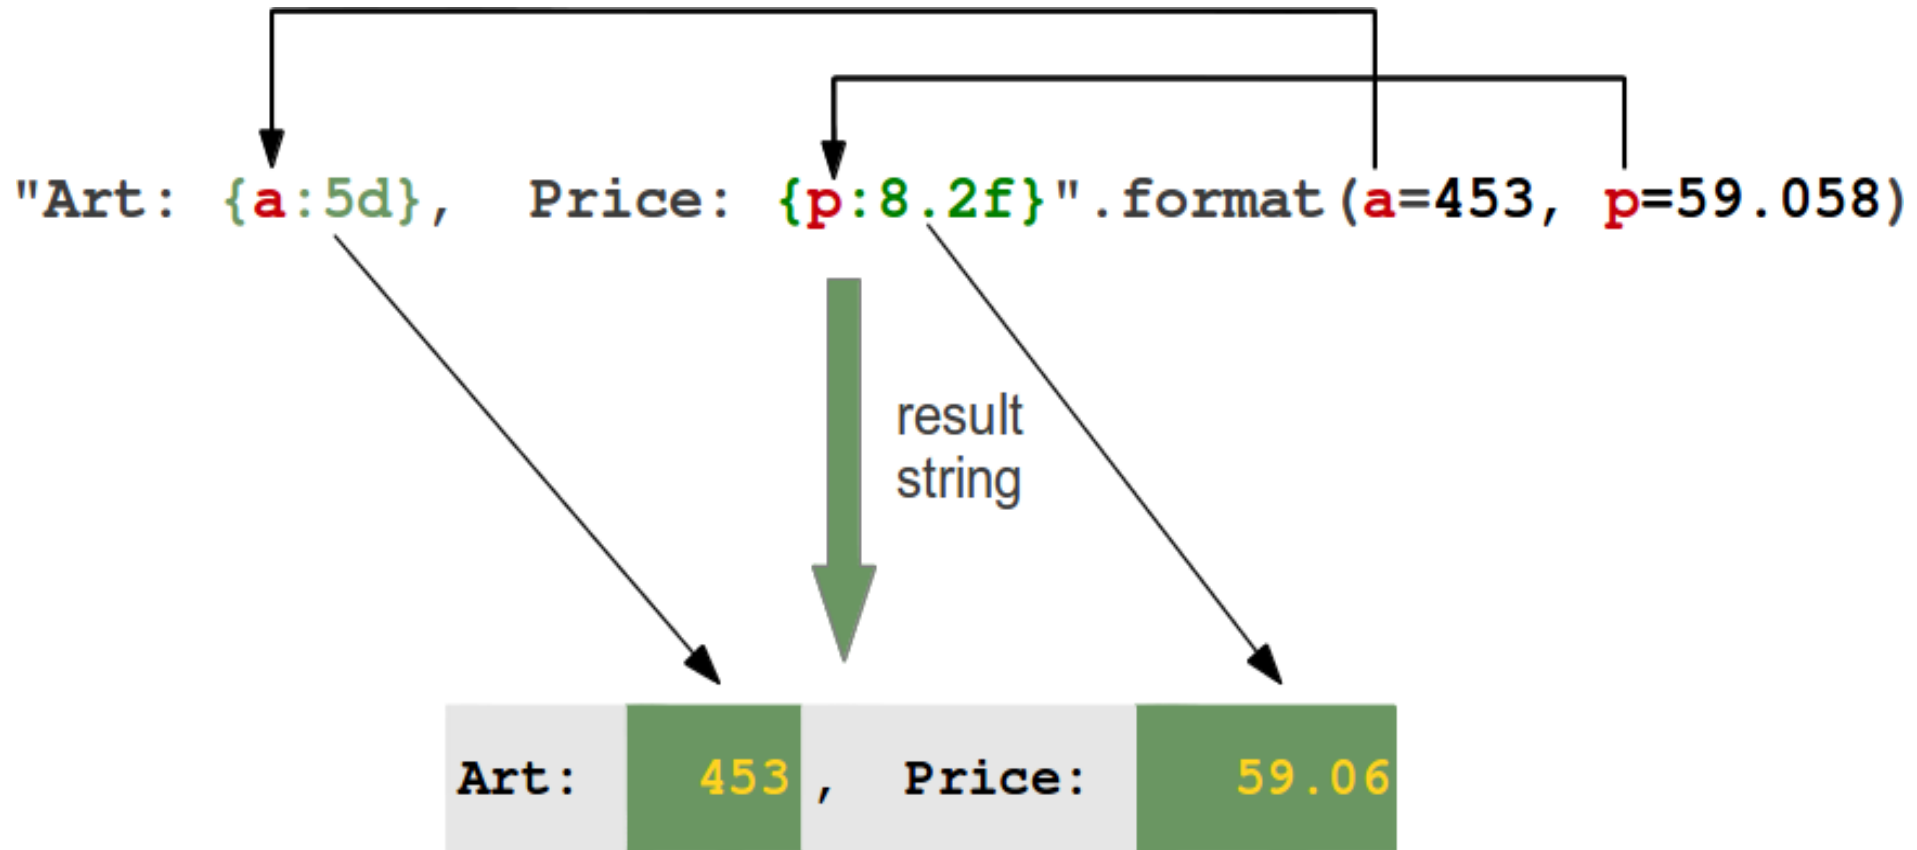 "Art: {a:5d},  Price: {p:8.2f}".format(a=453, p=59.058)
result
string
Art:    453,  Price:    59.06